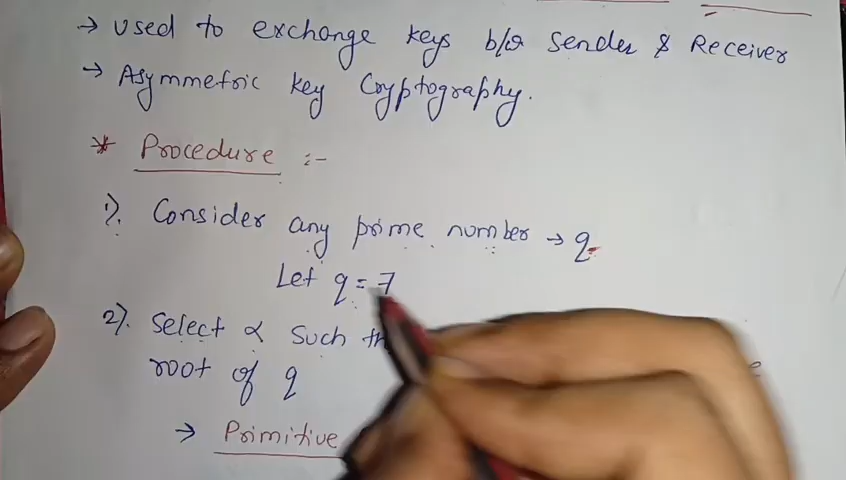 → Used to exchange keys b/w Sender & Receiver
→ Asymmetric key Cryptography.
* Procedure :-
1). Consider any prime number → q
Let q = 7
2). Select α Such
root of q
→ Primitive